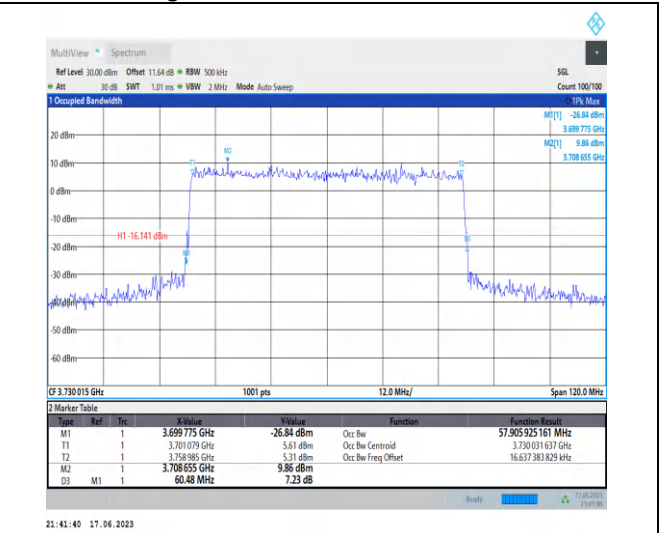 MultiView Spectrum
Ref Level 30.00 dBm Offset 11.64 dB RBW 500 kHz SGL
Att 30 dB SWT 1.01 ms VBW 2 MHz Mode Auto Sweep Count 100/100
1 Occupied Bandwidth 1Pk Max
M1[1] -26.84 dBm
3.699 775 GHz
M2[1] 9.86 dBm
3.708 655 GHz
20 dBm
M2
10 dBm
T1 T2
0 dBm
-10 dBm
H1 -16.141 dBm
-20 dBm
-30 dBm
-40 dBm
-50 dBm
-60 dBm
CF 3.730 015 GHz 1001 pts 12.0 MHz/ Span 120.0 MHz
2 Marker Table
Type Ref Trc X-Value Y-Value Function Function Result
M1 1 3.699 775 GHz -26.84 dBm Occ Bw 57.905 925 161 MHz
T1 1 3.701 079 GHz 5.61 dBm Occ Bw Centroid 3.730 031 637 GHz
T2 1 3.758 985 GHz 5.31 dBm Occ Bw Freq Offset 16.637 383 829 kHz
M2 1 3.708 655 GHz 9.86 dBm
D3 M1 1 60.48 MHz 7.23 dB
Ready 17.06.2023
21:41:40
21:41:40 17.06.2023